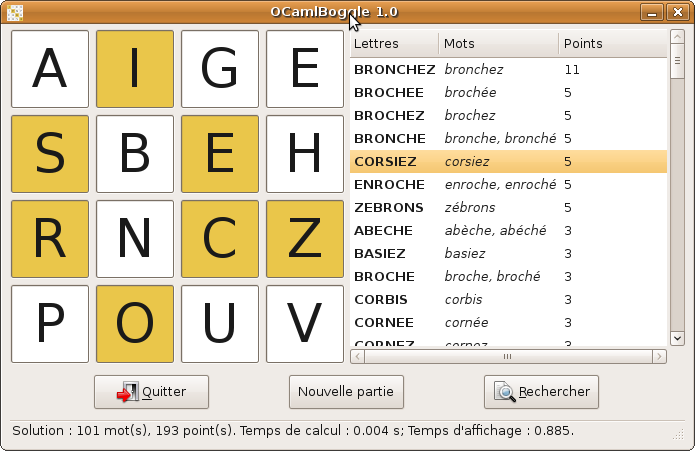 OCamlBoggle 1.0
A I G E
S B E H
R N C Z
P O U V
Lettres Mots Points
BRONCHEZ bronchez 11
BROCHEE brochée 5
BROCHEZ brochez 5
BRONCHE bronche, bronché 5
CORSIEZ corsiez 5
ENROCHE enroche, enroché 5
ZEBRONS zébrons 5
ABECHE abèche, abéché 3
BASIEZ basiez 3
BROCHE broche, broché 3
CORBIS corbis 3
CORNEE cornée 3
CORNEZ cornez 3
Quitter Nouvelle partie Rechercher
Solution : 101 mot(s), 193 point(s). Temps de calcul : 0.004 s; Temps d'affichage : 0.885.